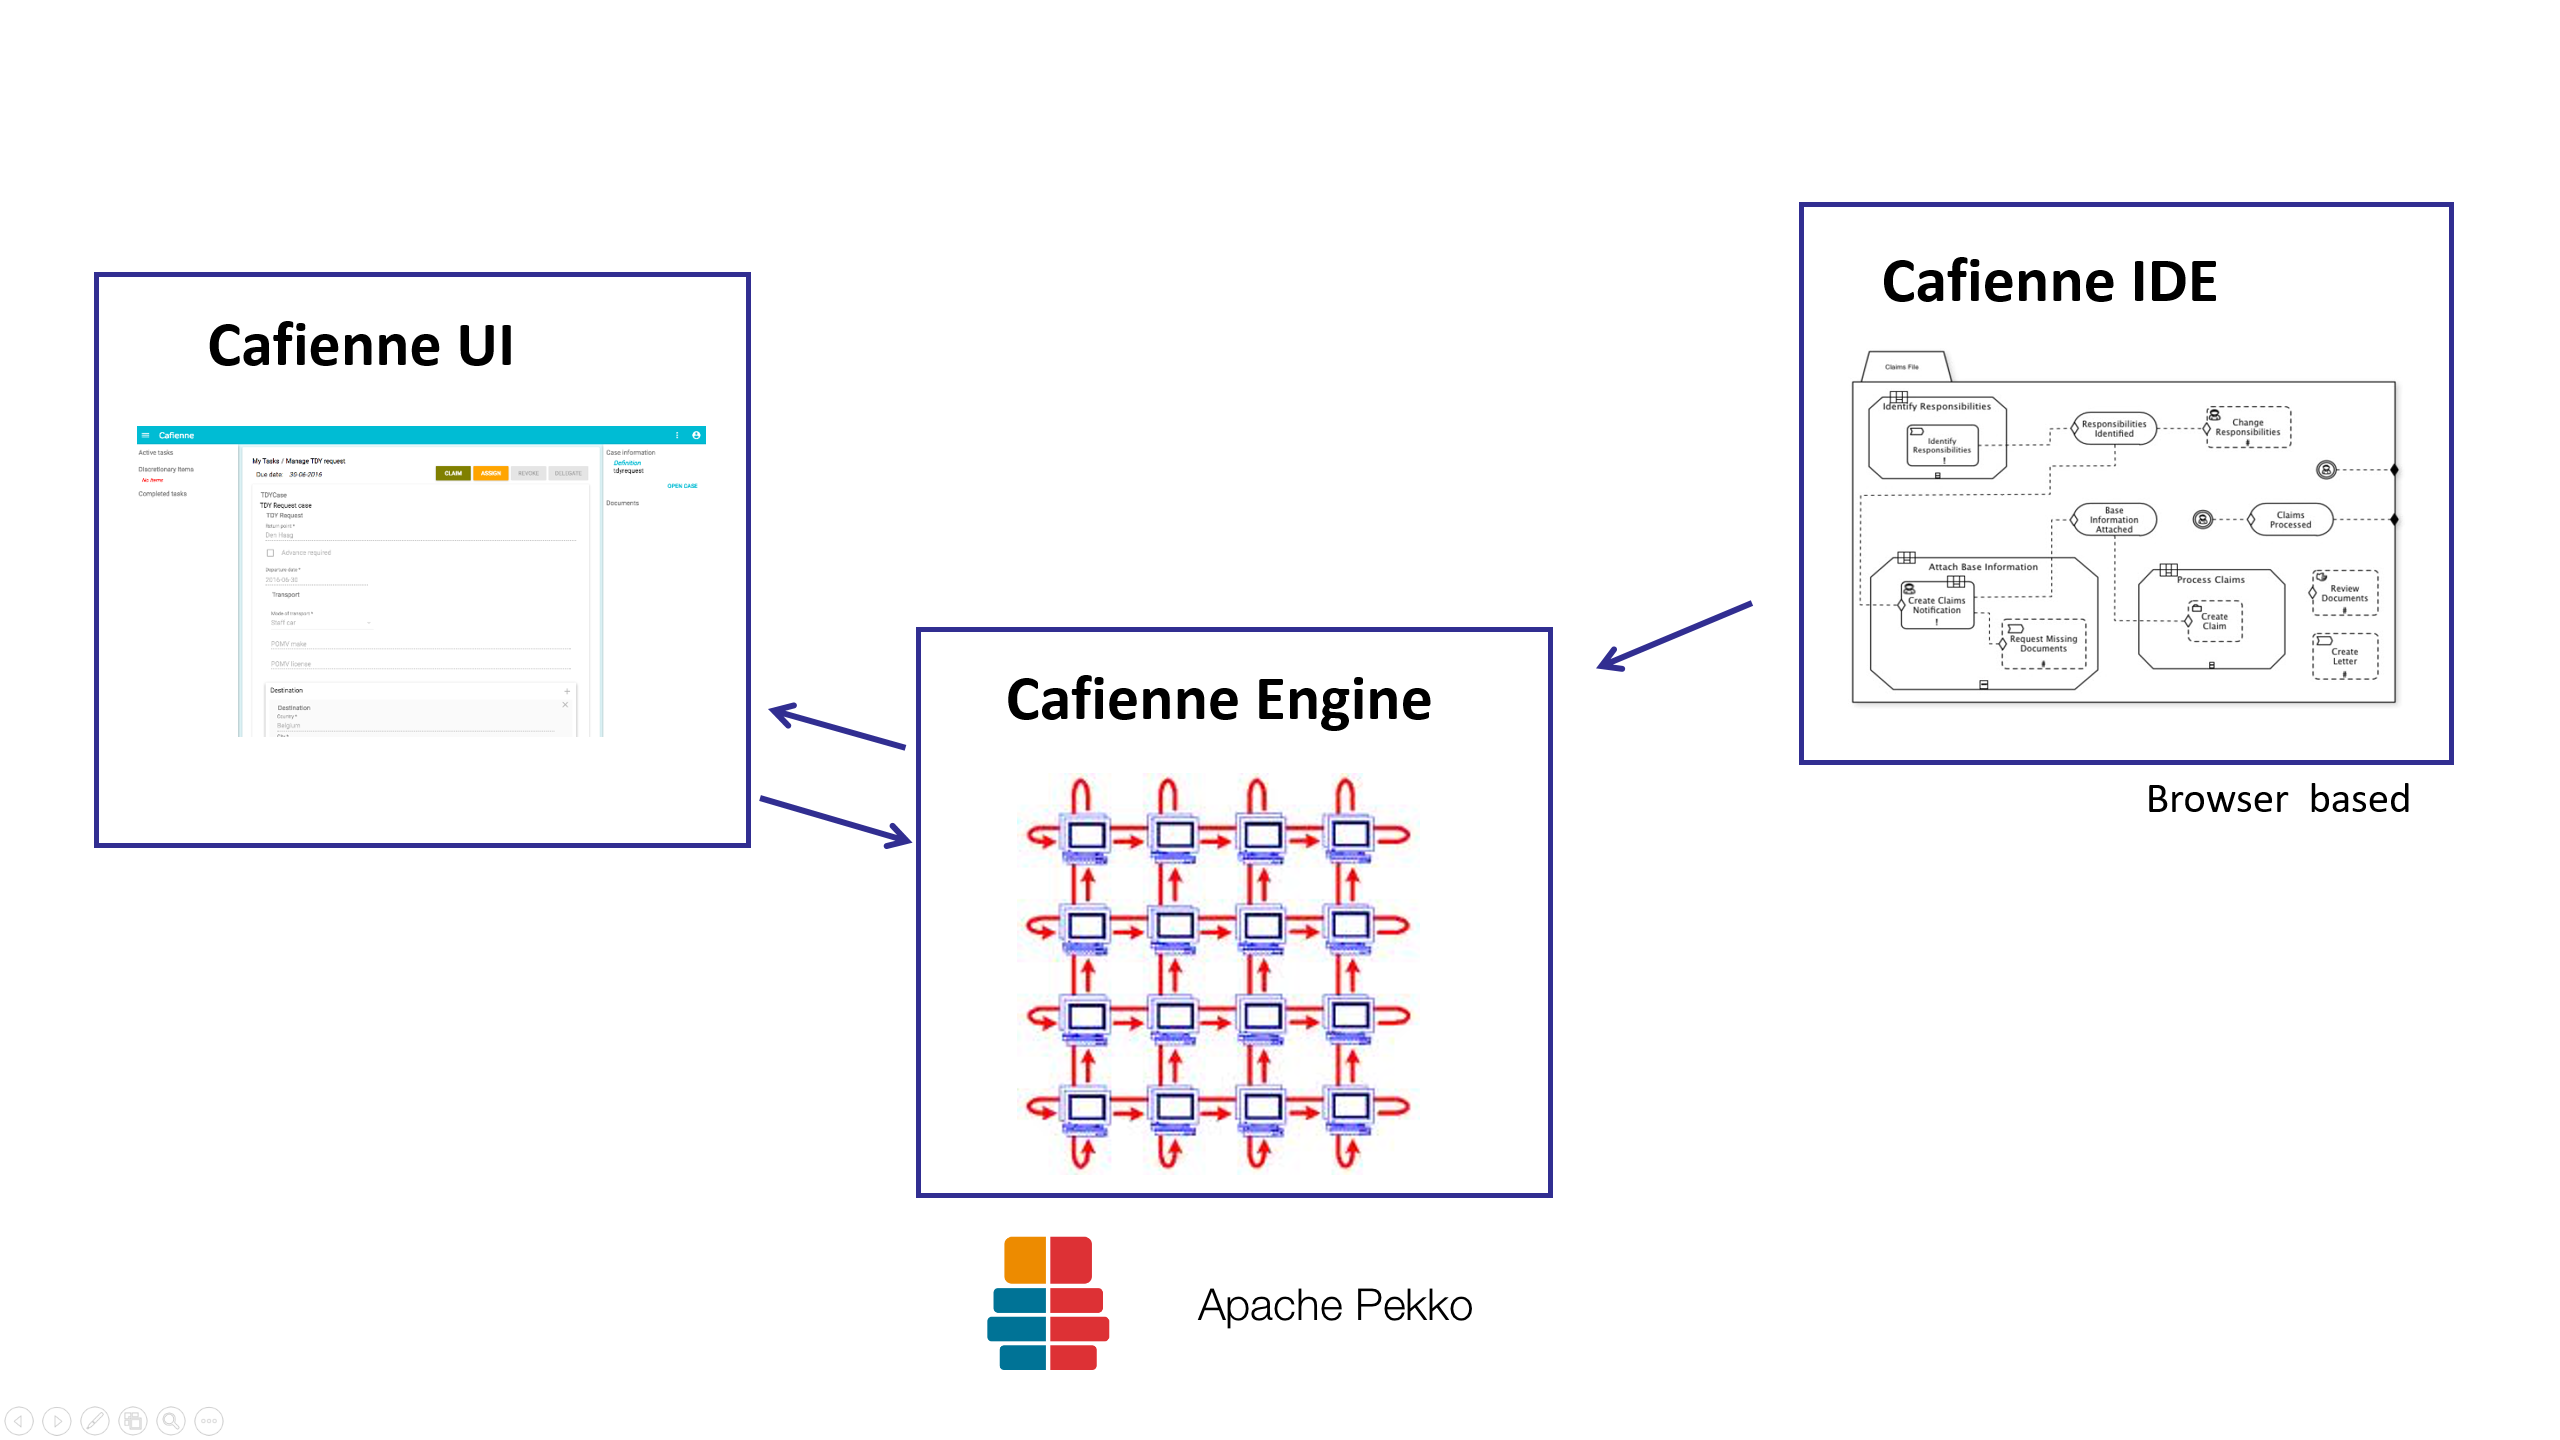 Cafienne UI
Cafienne
Active tasks
Discretionary Items
No items
Completed tasks
My Tasks / Manage TDY request
Due date: 30-06-2016
CLAIM
ASSIGN
REVOKE
DELEGATE
TDYCase
TDY Request case
TDY Request
Return point *
Den Haag
Advance required
Departure date *
2016-06-30
Transport
Mode of transport *
Staff car
POMV make
POMV license
Destination
Destination
Country *
Belgium
Case information
Definition
tdyrequest
OPEN CASE
Documents
Cafienne Engine
Apache Pekko
Cafienne IDE
Claims File
Identify Responsibilities
Identify
Responsibilities
!
Responsibilities
Identified
Change
Responsibilities
#
Base
Information
Attached
Claims
Processed
Attach Base Information
Create Claims
Notification
!
Request Missing
Documents
#
Process Claims
Create
Claim
Review
Documents
#
Create
Letter
#
Browser based